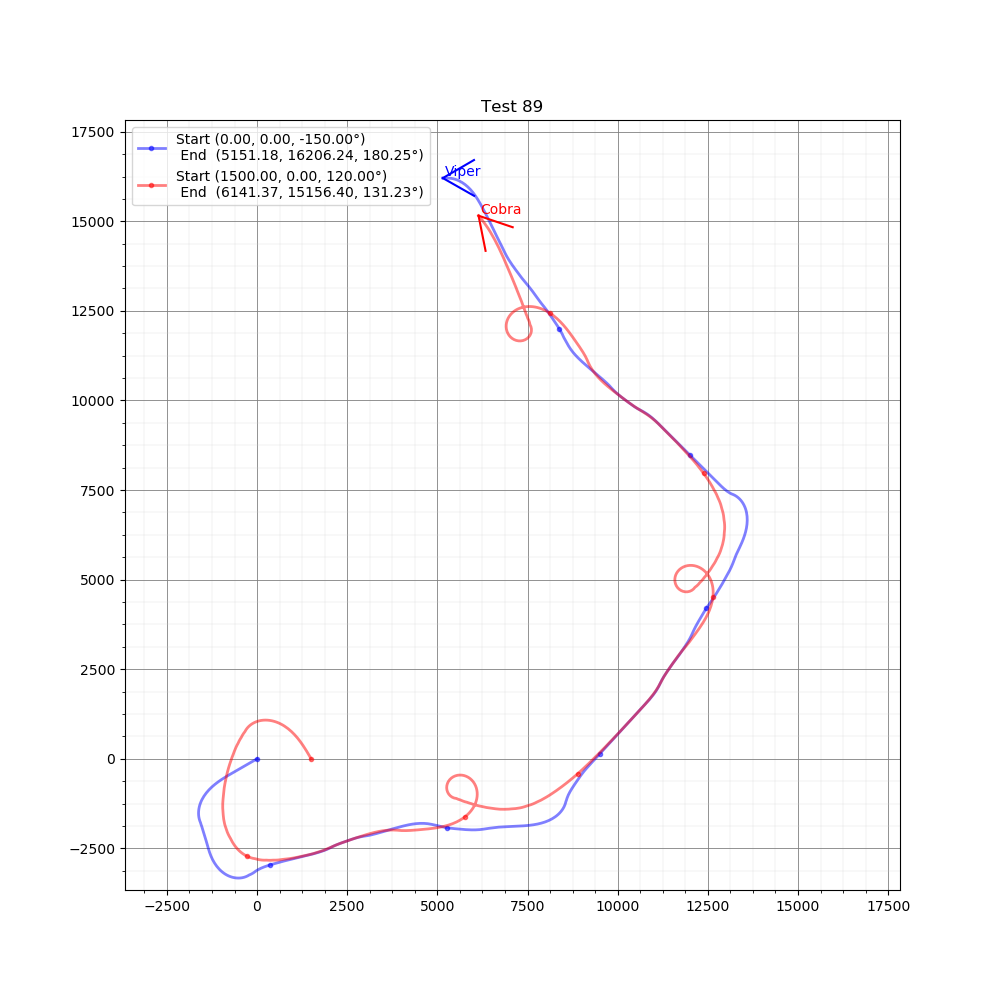 Test 89
17500
15000
12500
10000
7500
5000
2500
0
−2500
Start (0.00, 0.00, -150.00°)
End (5151.18, 16206.24, 180.25°)
Start (1500.00, 0.00, 120.00°)
End (6141.37, 15156.40, 131.23°)
Viper
Cobra
−2500 0 2500 5000 7500 10000 12500 15000 17500